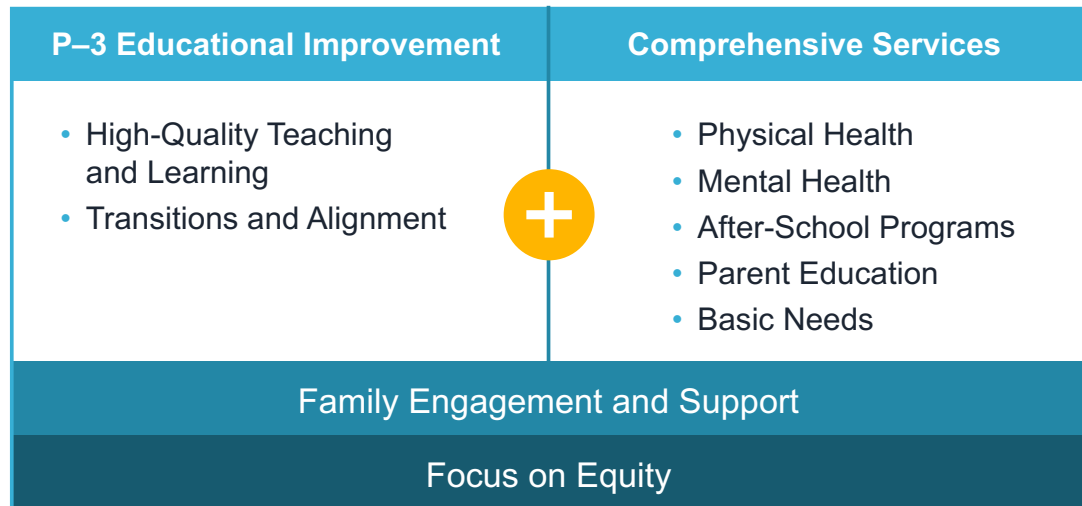 P–3 Educational Improvement
Comprehensive Services
• High-Quality Teaching
and Learning
• Transitions and Alignment
+
• Physical Health
• Mental Health
• After-School Programs
• Parent Education
• Basic Needs
Family Engagement and Support
Focus on Equity